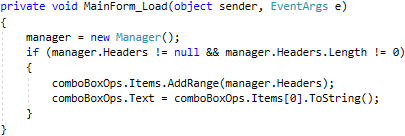 private void MainForm_Load(object sender, EventArgs e)
{
manager = new Manager();
if (manager.Headers != null && manager.Headers.Length != 0)
{
comboBoxOps.Items.AddRange(manager.Headers);
comboBoxOps.Text = comboBoxOps.Items[0].ToString();
}
}